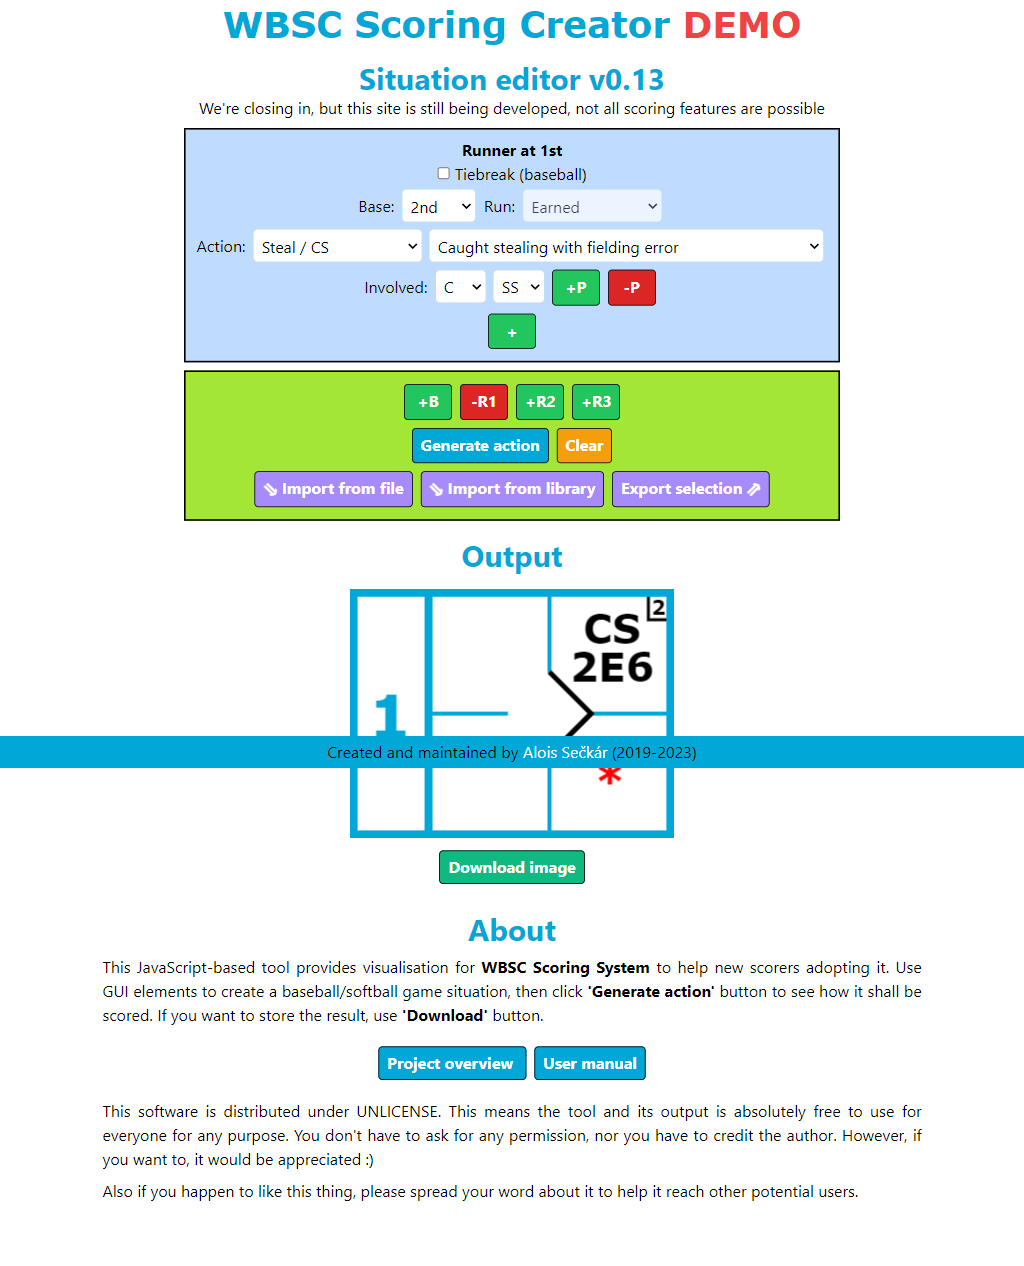 WBSC Scoring Creator DEMO
Situation editor v0.13
We're closing in, but this site is still being developed, not all scoring features are possible
Runner at 1st
Tiebreak (baseball)
Base: 2nd Run: Earned
Action: Steal / CS Caught stealing with fielding error
Involved: C SS +P -P
+
+B -R1 +R2 +R3
Generate action Clear
⇘ Import from file ⇘ Import from library Export selection ⇗
Output
2
CS
2E6
1
Created and maintained by Alois Sečkár (2019-2023)
*
Download image
About
This JavaScript-based tool provides visualisation for WBSC Scoring System to help new scorers adopting it. Use
GUI elements to create a baseball/softball game situation, then click 'Generate action' button to see how it shall be
scored. If you want to store the result, use 'Download' button.
Project overview User manual
This software is distributed under UNLICENSE. This means the tool and its output is absolutely free to use for
everyone for any purpose. You don't have to ask for any permission, nor you have to credit the author. However, if
you want to, it would be appreciated :)
Also if you happen to like this thing, please spread your word about it to help it reach other potential users.